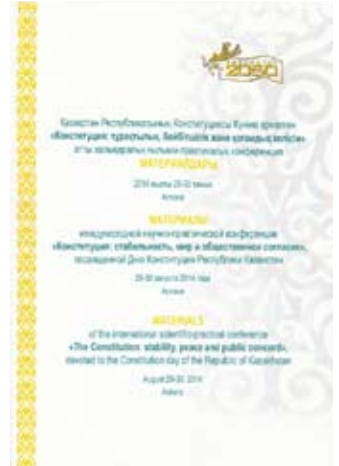 2050
Қазақстан Республикасының Конституциясы Күніне арналған
«Конституция: тұрақтылық, бейбітшілік және қоғамдық келісім»
атты халықаралық ғылыми-практикалық конференция
МАТЕРИАЛДАРЫ
2014 жылғы 29-30 тамыз
Астана
МАТЕРИАЛЫ
международной научно-практической конференции
«Конституция: стабильность, мир и общественное согласие»,
посвященной Дню Конституции Республики Казахстан
29-30 августа 2014 года
Астана
MATERIALS
of the international scientific-practical conference
«The Constitution: stability, peace and public concord»,
devoted to the Constitution day of the Republic of Kazakhstan
August 29-30, 2014
Astana